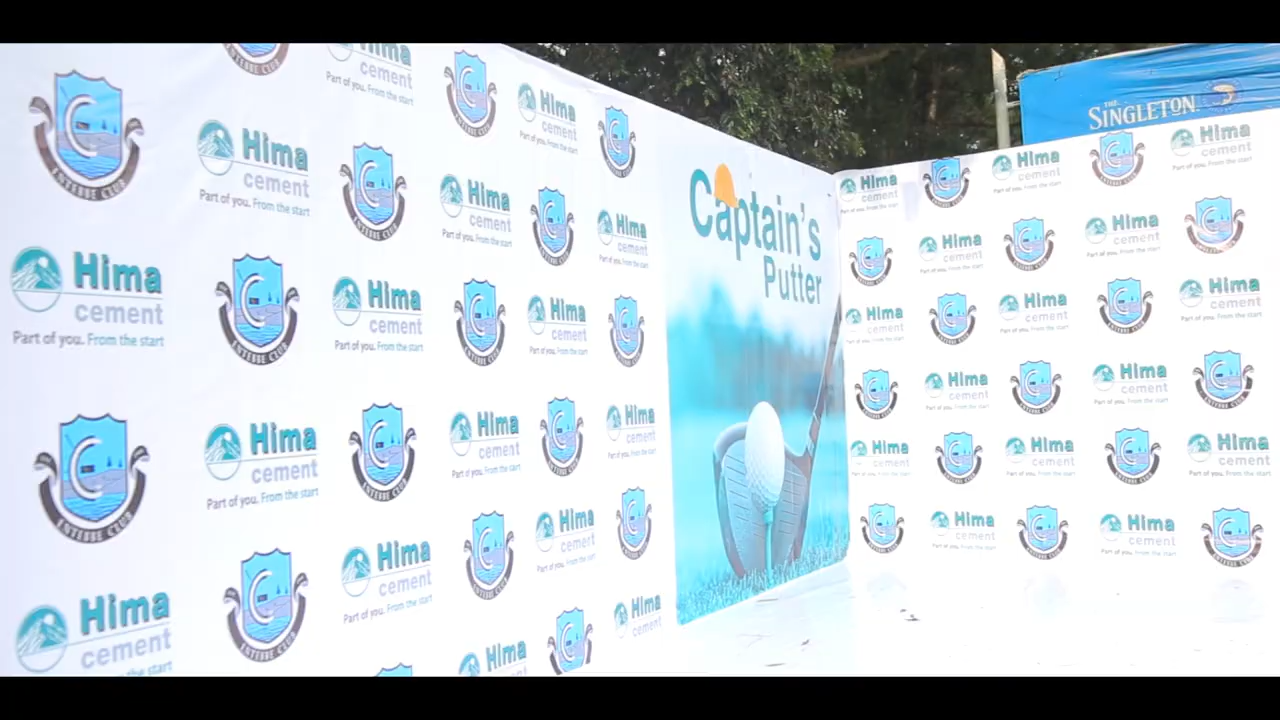 THE
SINGLETON
Captain's
Putter
Hima
cement
Part of you. From the start
ENTEBBE CLUB